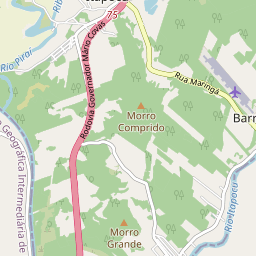 75
Rio Piraí
Rodovia Governador Mário Covas
Rua Maringá
Morro
Comprido
Barr
Geográfica Intermediária de
Rio Itapocu
Morro
Grande